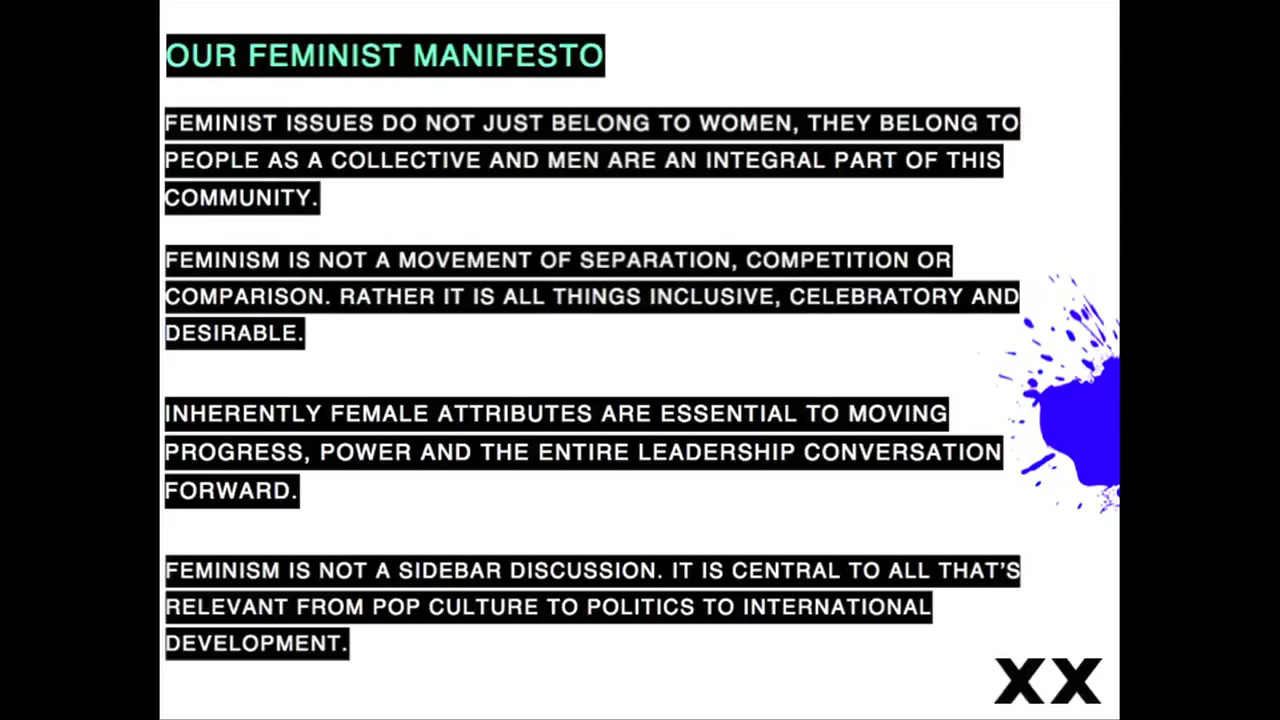 OUR FEMINIST MANIFESTO
FEMINIST ISSUES DO NOT JUST BELONG TO WOMEN, THEY BELONG TO
PEOPLE AS A COLLECTIVE AND MEN ARE AN INTEGRAL PART OF THIS
COMMUNITY.
FEMINISM IS NOT A MOVEMENT OF SEPARATION, COMPETITION OR
COMPARISON. RATHER IT IS ALL THINGS INCLUSIVE, CELEBRATORY AND
DESIRABLE.
INHERENTLY FEMALE ATTRIBUTES ARE ESSENTIAL TO MOVING
PROGRESS, POWER AND THE ENTIRE LEADERSHIP CONVERSATION
FORWARD.
FEMINISM IS NOT A SIDEBAR DISCUSSION. IT IS CENTRAL TO ALL THAT’S
RELEVANT FROM POP CULTURE TO POLITICS TO INTERNATIONAL
DEVELOPMENT.
XX